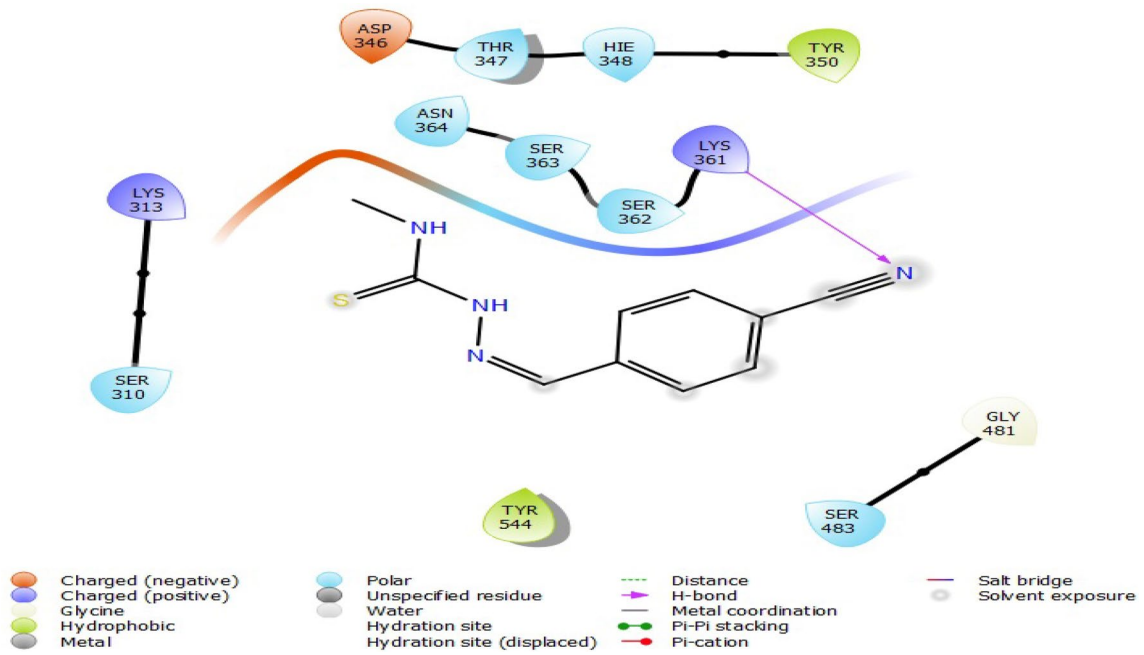 ASP
346
THR
347
HIE
348
TYR
350
ASN
364
SER
363
LYS
361
SER
362
LYS
313
NH
N
S
NH
N
SER
310
GLY
481
TYR
544
SER
483
Charged (negative)
Charged (positive)
Glycine
Hydrophobic
Metal
Polar
Unspecified residue
Water
Hydration site
Hydration site (displaced)
Distance
H-bond
Metal coordination
Pi-Pi stacking
Pi-cation
Salt bridge
Solvent exposure